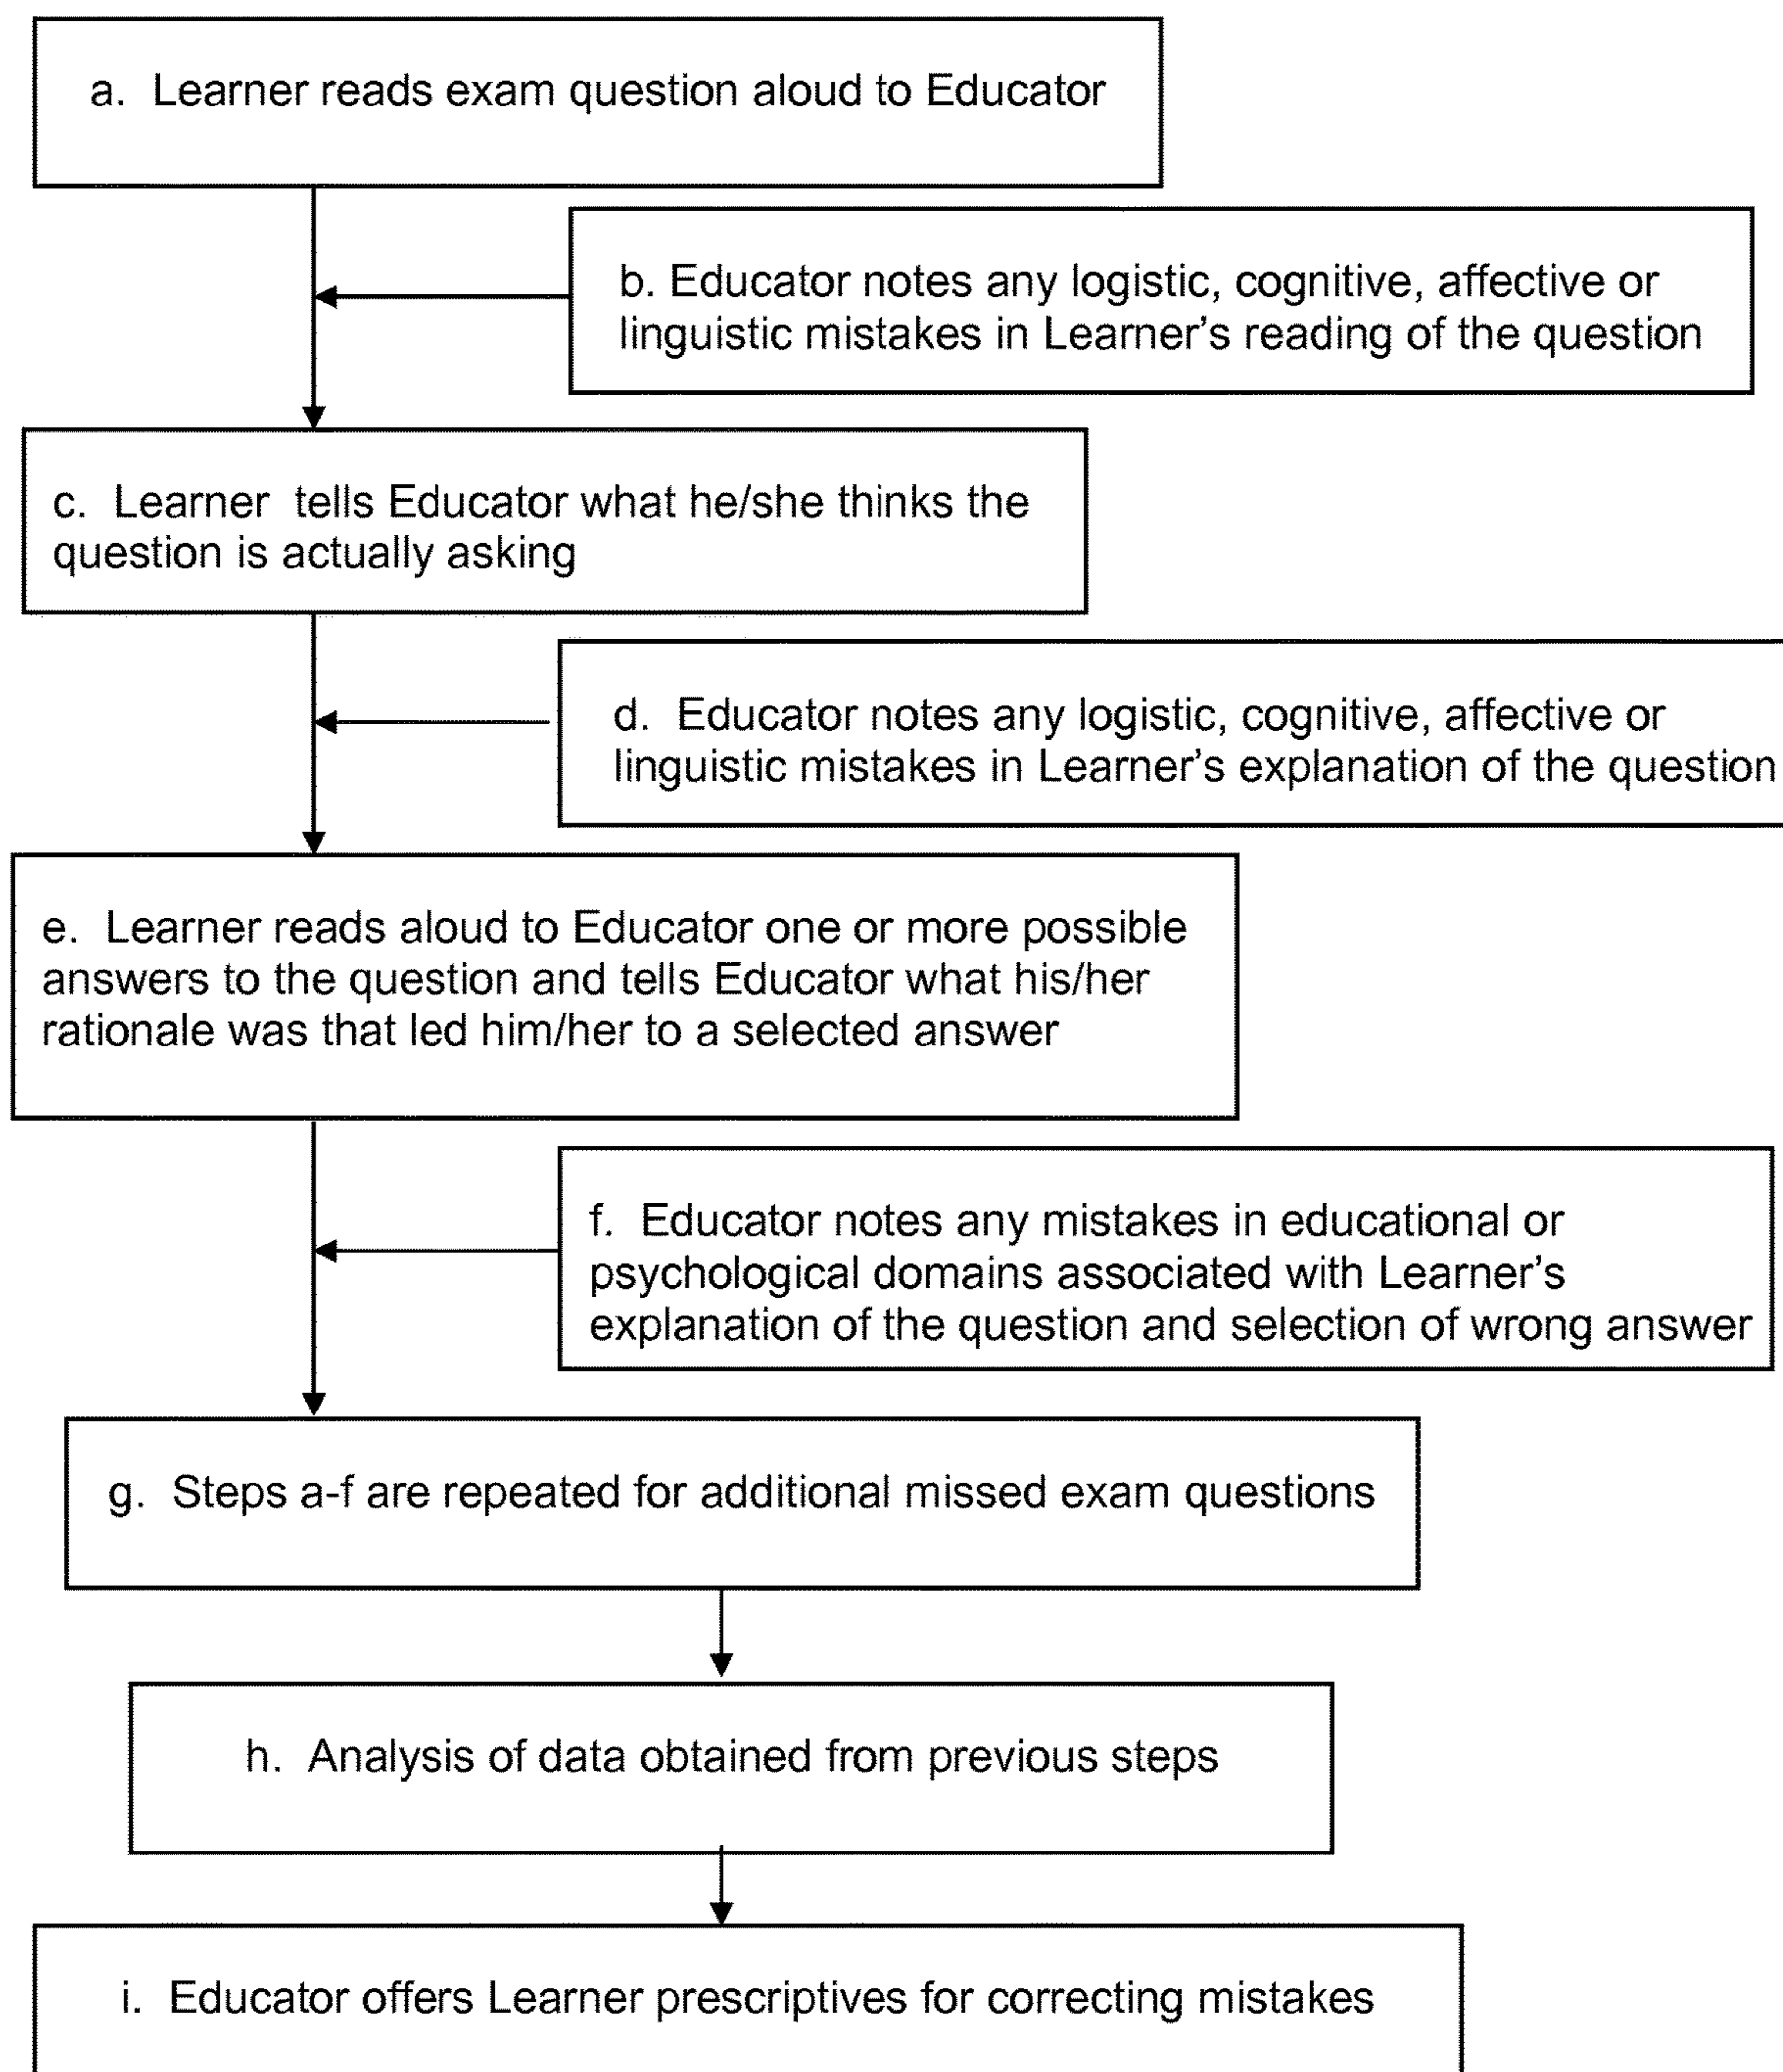 a. Learner reads exam question aloud to Educator
b. Educator notes any logistic, cognitive, affective or
linguistic mistakes in Learner's reading of the question
c. Learner tells Educator what he/she thinks the
question is actually asking
d. Educator notes any logistic, cognitive, affective or
linguistic mistakes in Learner's explanation of the question
e. Learner reads aloud to Educator one or more possible
answers to the question and tells Educator what his/her
rationale was that led him/her to a selected answer
f. Educator notes any mistakes in educational or
psychological domains associated with Learner's
explanation of the question and selection of wrong answer
g. Steps a-f are repeated for additional missed exam questions
h. Analysis of data obtained from previous steps
i. Educator offers Learner prescriptives for correcting mistakes